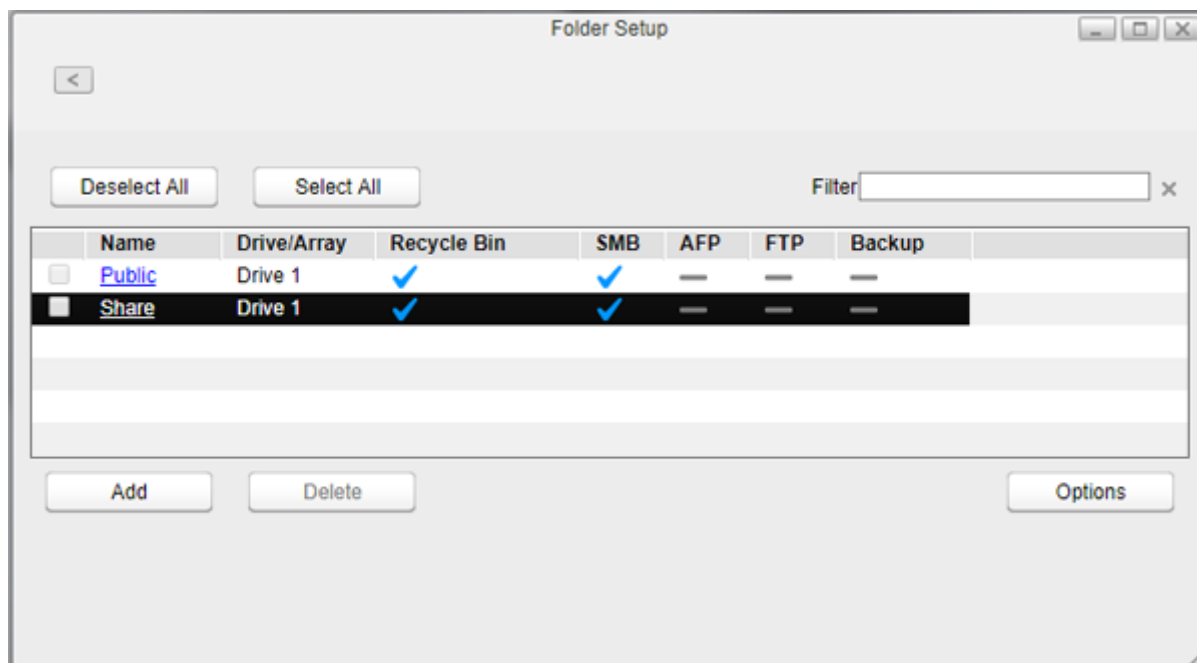 Folder Setup
<
Deselect All Select All Filter
Name Drive/Array Recycle Bin SMB AFP FTP Backup
Public Drive 1
Share Drive 1
Add Delete Options